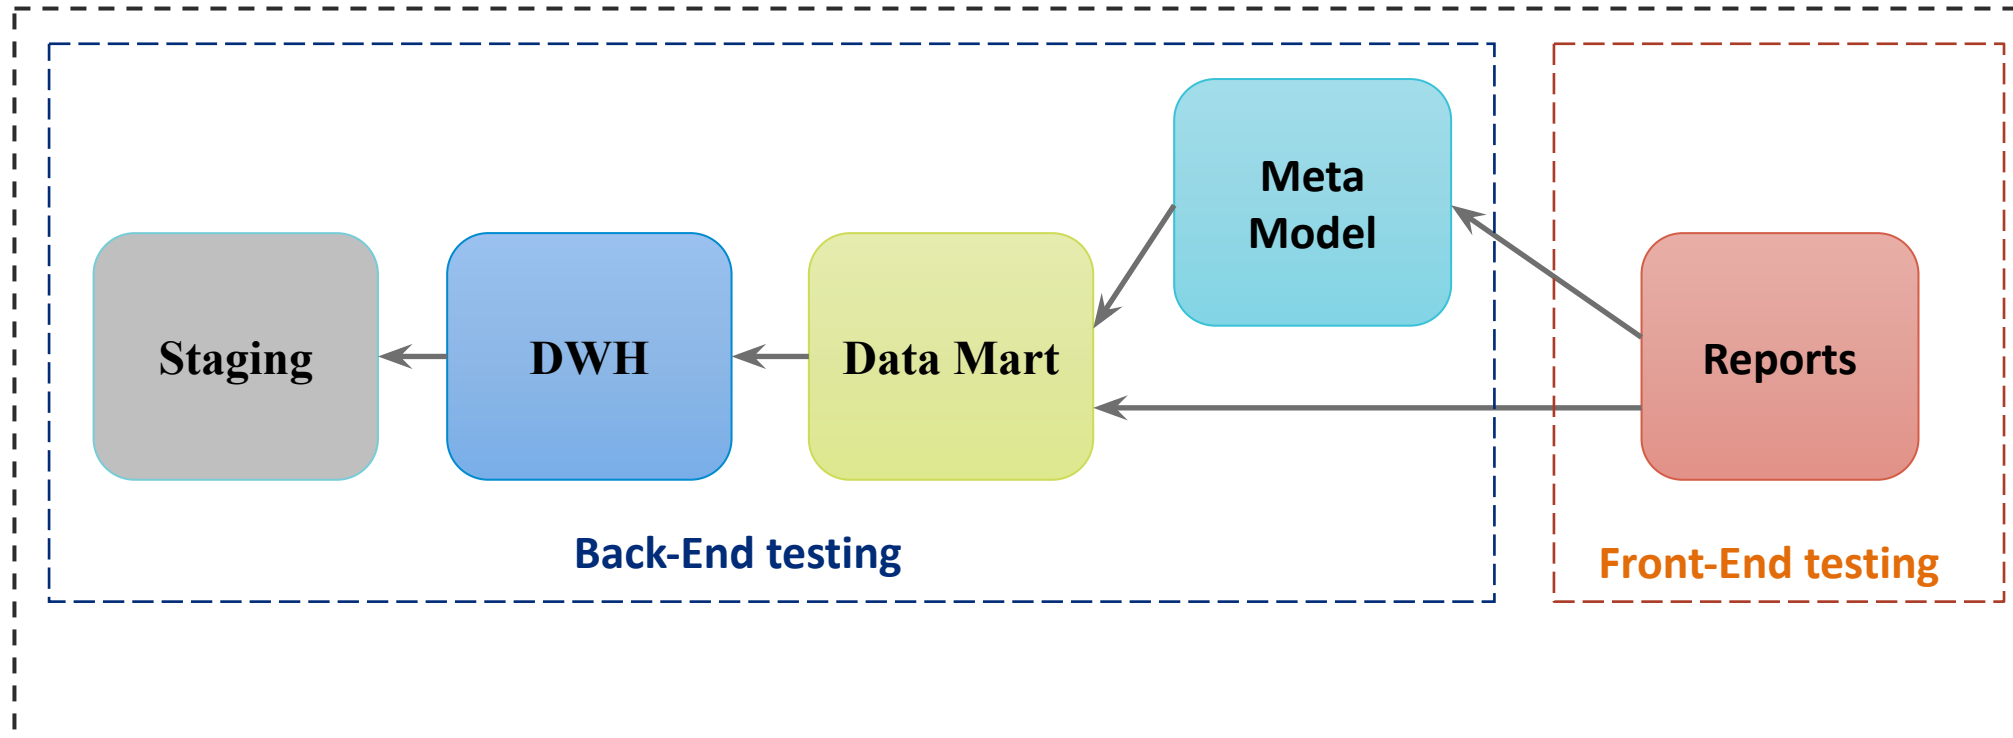 Meta
Model
Staging
DWH
Data Mart
Reports
Back-End testing
Front-End testing